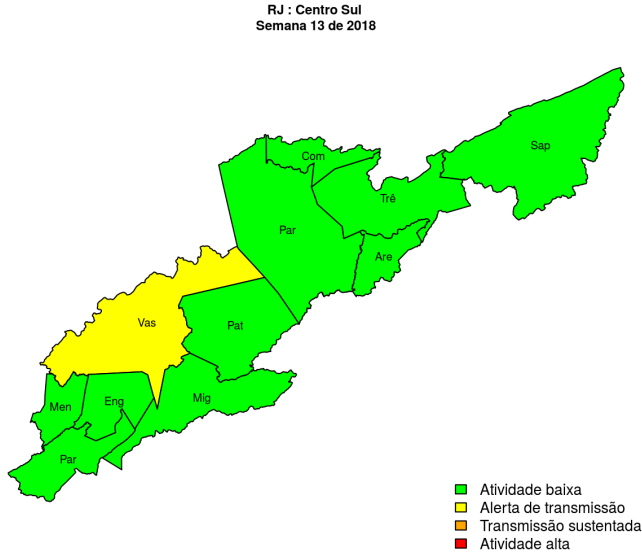 RJ : Centro Sul
Semana 13 de 2018
Sap
Com
Trê
Par
Are
Vas
Pat
Mig
Men
Eng
Par
Atividade baixa
Alerta de transmissão
Transmissão sustentada
Atividade alta